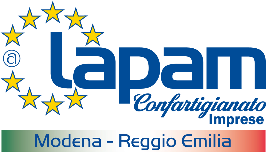 @ lapam
Confartigianato
Imprese
Modena - Reggio Emilia